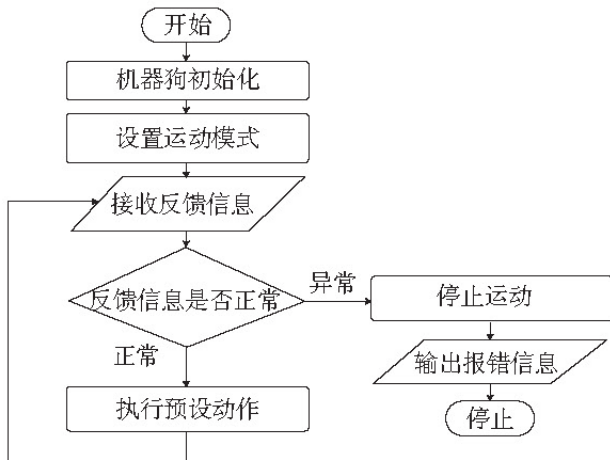 开始
机器狗初始化
设置运动模式
接收反馈信息
反馈信息是否正常
异常
停止运动
正常
输出报错信息
执行预设动作
停止